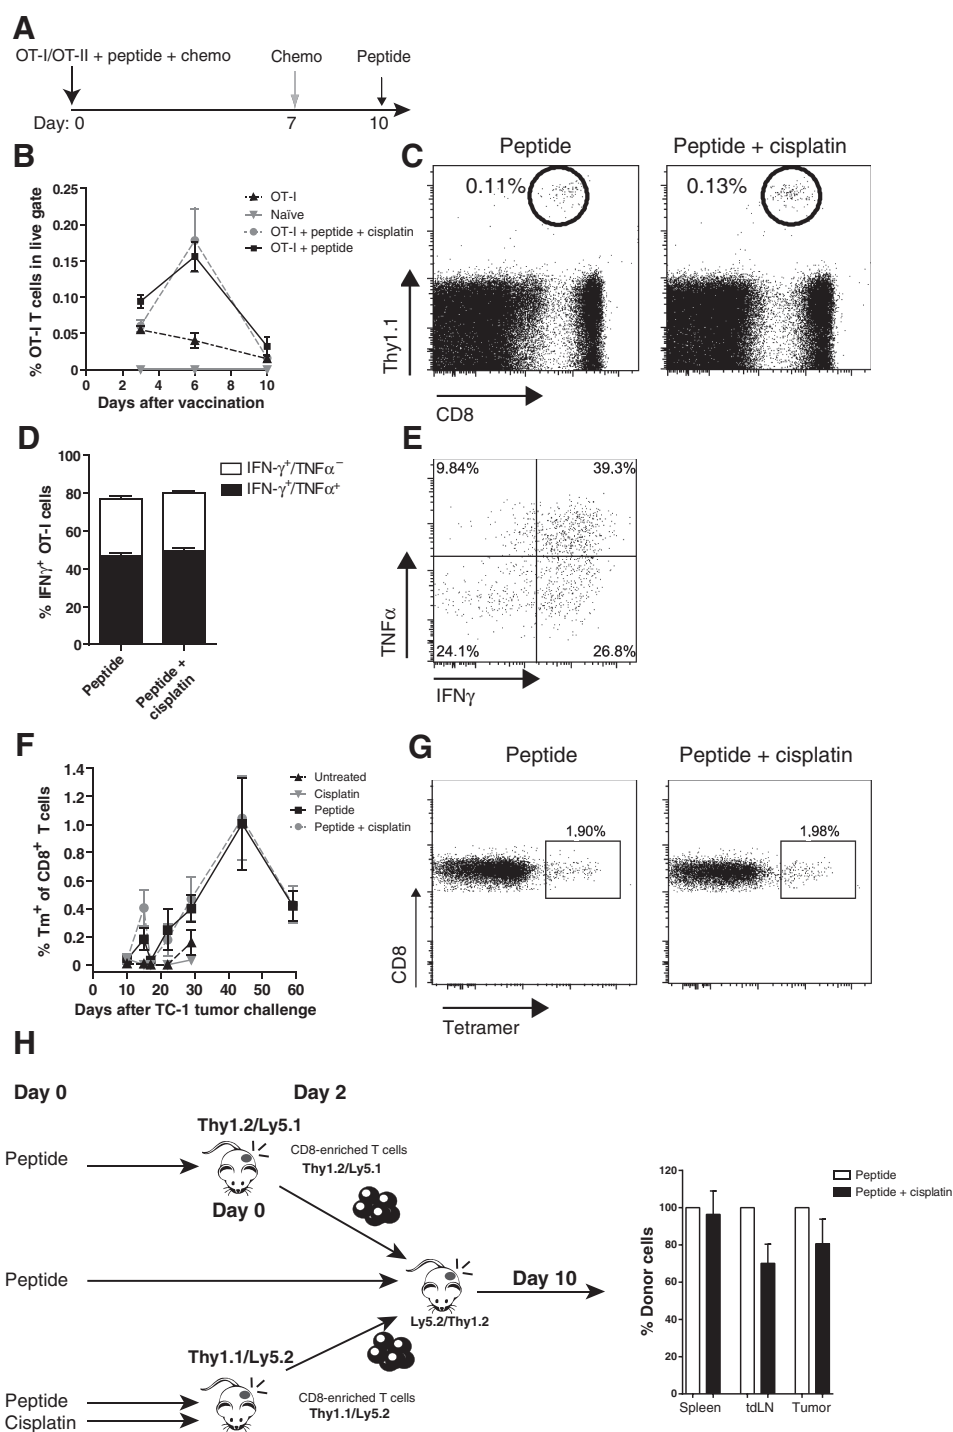 A
OT-I/OT-II + peptide + chemo
Chemo
Peptide
Day: 0
7
10
B
% OT-I T cells in live gate
0.25
0.20
0.15
0.10
0.05
0
0 2 4 6 8 10
Days after vaccination
OT-I
Naïve
OT-I + peptide + cisplatin
OT-I + peptide
C
Peptide
Peptide + cisplatin
0.11%
0.13%
Thy1.1
CD8
D
% IFNγ+ OT-I cells
100
80
60
40
20
0
Peptide
Peptide +
cisplatin
IFN-γ+/TNFα−
IFN-γ+/TNFα+
E
9.84%
39.3%
24.1%
26.8%
TNFα
IFNγ
F
% Tm+ of CD8+ T cells
1.4
1.2
1.0
0.8
0.6
0.4
0.2
0
0 10 20 30 40 50 60
Days after TC-1 tumor challenge
Untreated
Cisplatin
Peptide
Peptide + cisplatin
G
Peptide
Peptide + cisplatin
1,90%
1,98%
CD8
Tetramer
H
Day 0
Day 2
Thy1.2/Ly5.1
Peptide
CD8-enriched T cells
Thy1.2/Ly5.1
Day 0
Peptide
Day 10
Ly5.2/Thy1.2
Thy1.1/Ly5.2
Peptide
Cisplatin
CD8-enriched T cells
Thy1.1/Ly5.2
% Donor cells
120
100
80
60
40
20
0
Spleen
tdLN
Tumor
Peptide
Peptide + cisplatin